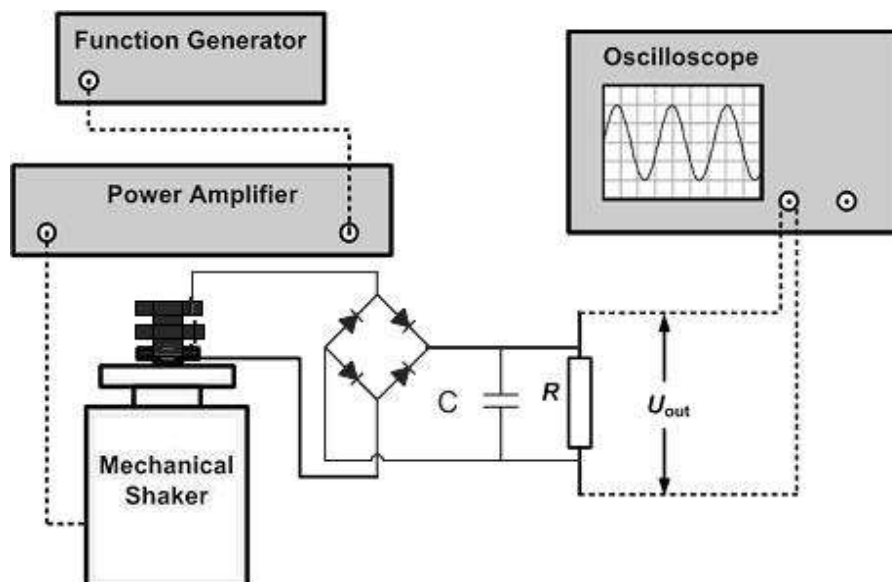 Function Generator
Oscilloscope
Power Amplifier
C
R
Uout
Mechanical
Shaker